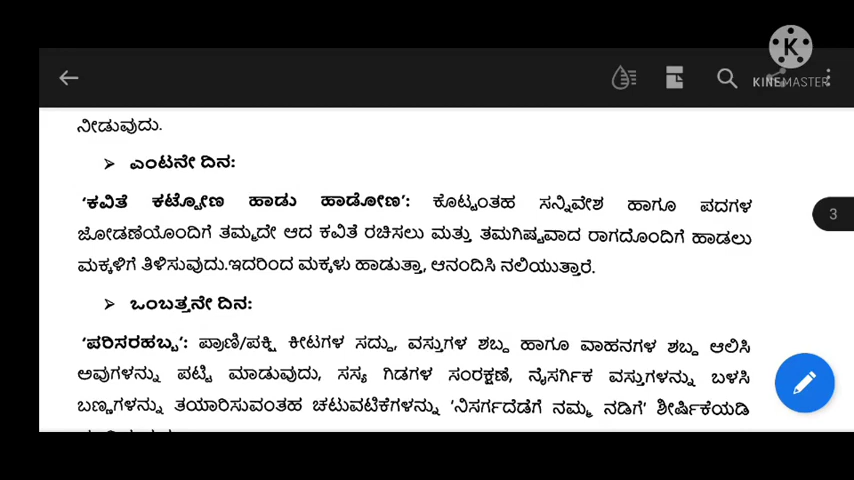 K
KINEMASTER
ನೀಡುವುದು.
➢ ಎಂಟನೇ ದಿನ:
'ಕವಿತೆ ಕಟ್ಟೋಣ ಹಾಡು ಹಾಡೋಣ': ಕೊಟ್ಟಂತಹ ಸನ್ನಿವೇಶ ಹಾಗೂ ಪದಗಳ
3
ಜೋಡಣೆಯೊಂದಿಗೆ ತಮ್ಮದೇ ಆದ ಕವಿತೆ ರಚಿಸಲು ಮತ್ತು ತಮಗಿಷ್ಟವಾದ ರಾಗದೊಂದಿಗೆ ಹಾಡಲು
ಮಕ್ಕಳಿಗೆ ತಿಳಿಸುವುದು.ಇದರಿಂದ ಮಕ್ಕಳು ಹಾಡುತ್ತಾ, ಆನಂದಿಸಿ ನಲಿಯುತ್ತಾರೆ.
➢ ಒಂಬತ್ತನೇ ದಿನ:
'ಪರಿಸರಹಬ್ಬ': ಪ್ರಾಣಿ/ಪಕ್ಷಿ ಕೀಟಗಳ ಸದ್ದು, ವಸ್ತುಗಳ ಶಬ್ದ ಹಾಗೂ ವಾಹನಗಳ ಶಬ್ದ ಆಲಿಸಿ
ಅವುಗಳನ್ನು ಪಟ್ಟಿ ಮಾಡುವುದು, ಸಸ್ಯ ಗಿಡಗಳ ಸಂರಕ್ಷಣೆ, ನೈಸರ್ಗಿಕ ವಸ್ತುಗಳನ್ನು ಬಳಸಿ
ಬಣ್ಣಗಳನ್ನು ತಯಾರಿಸುವಂತಹ ಚಟುವಟಿಕೆಗಳನ್ನು 'ನಿಸರ್ಗದೆಡೆಗೆ ನಮ್ಮ ನಡಿಗೆ' ಶೀರ್ಷಿಕೆಯಡಿ